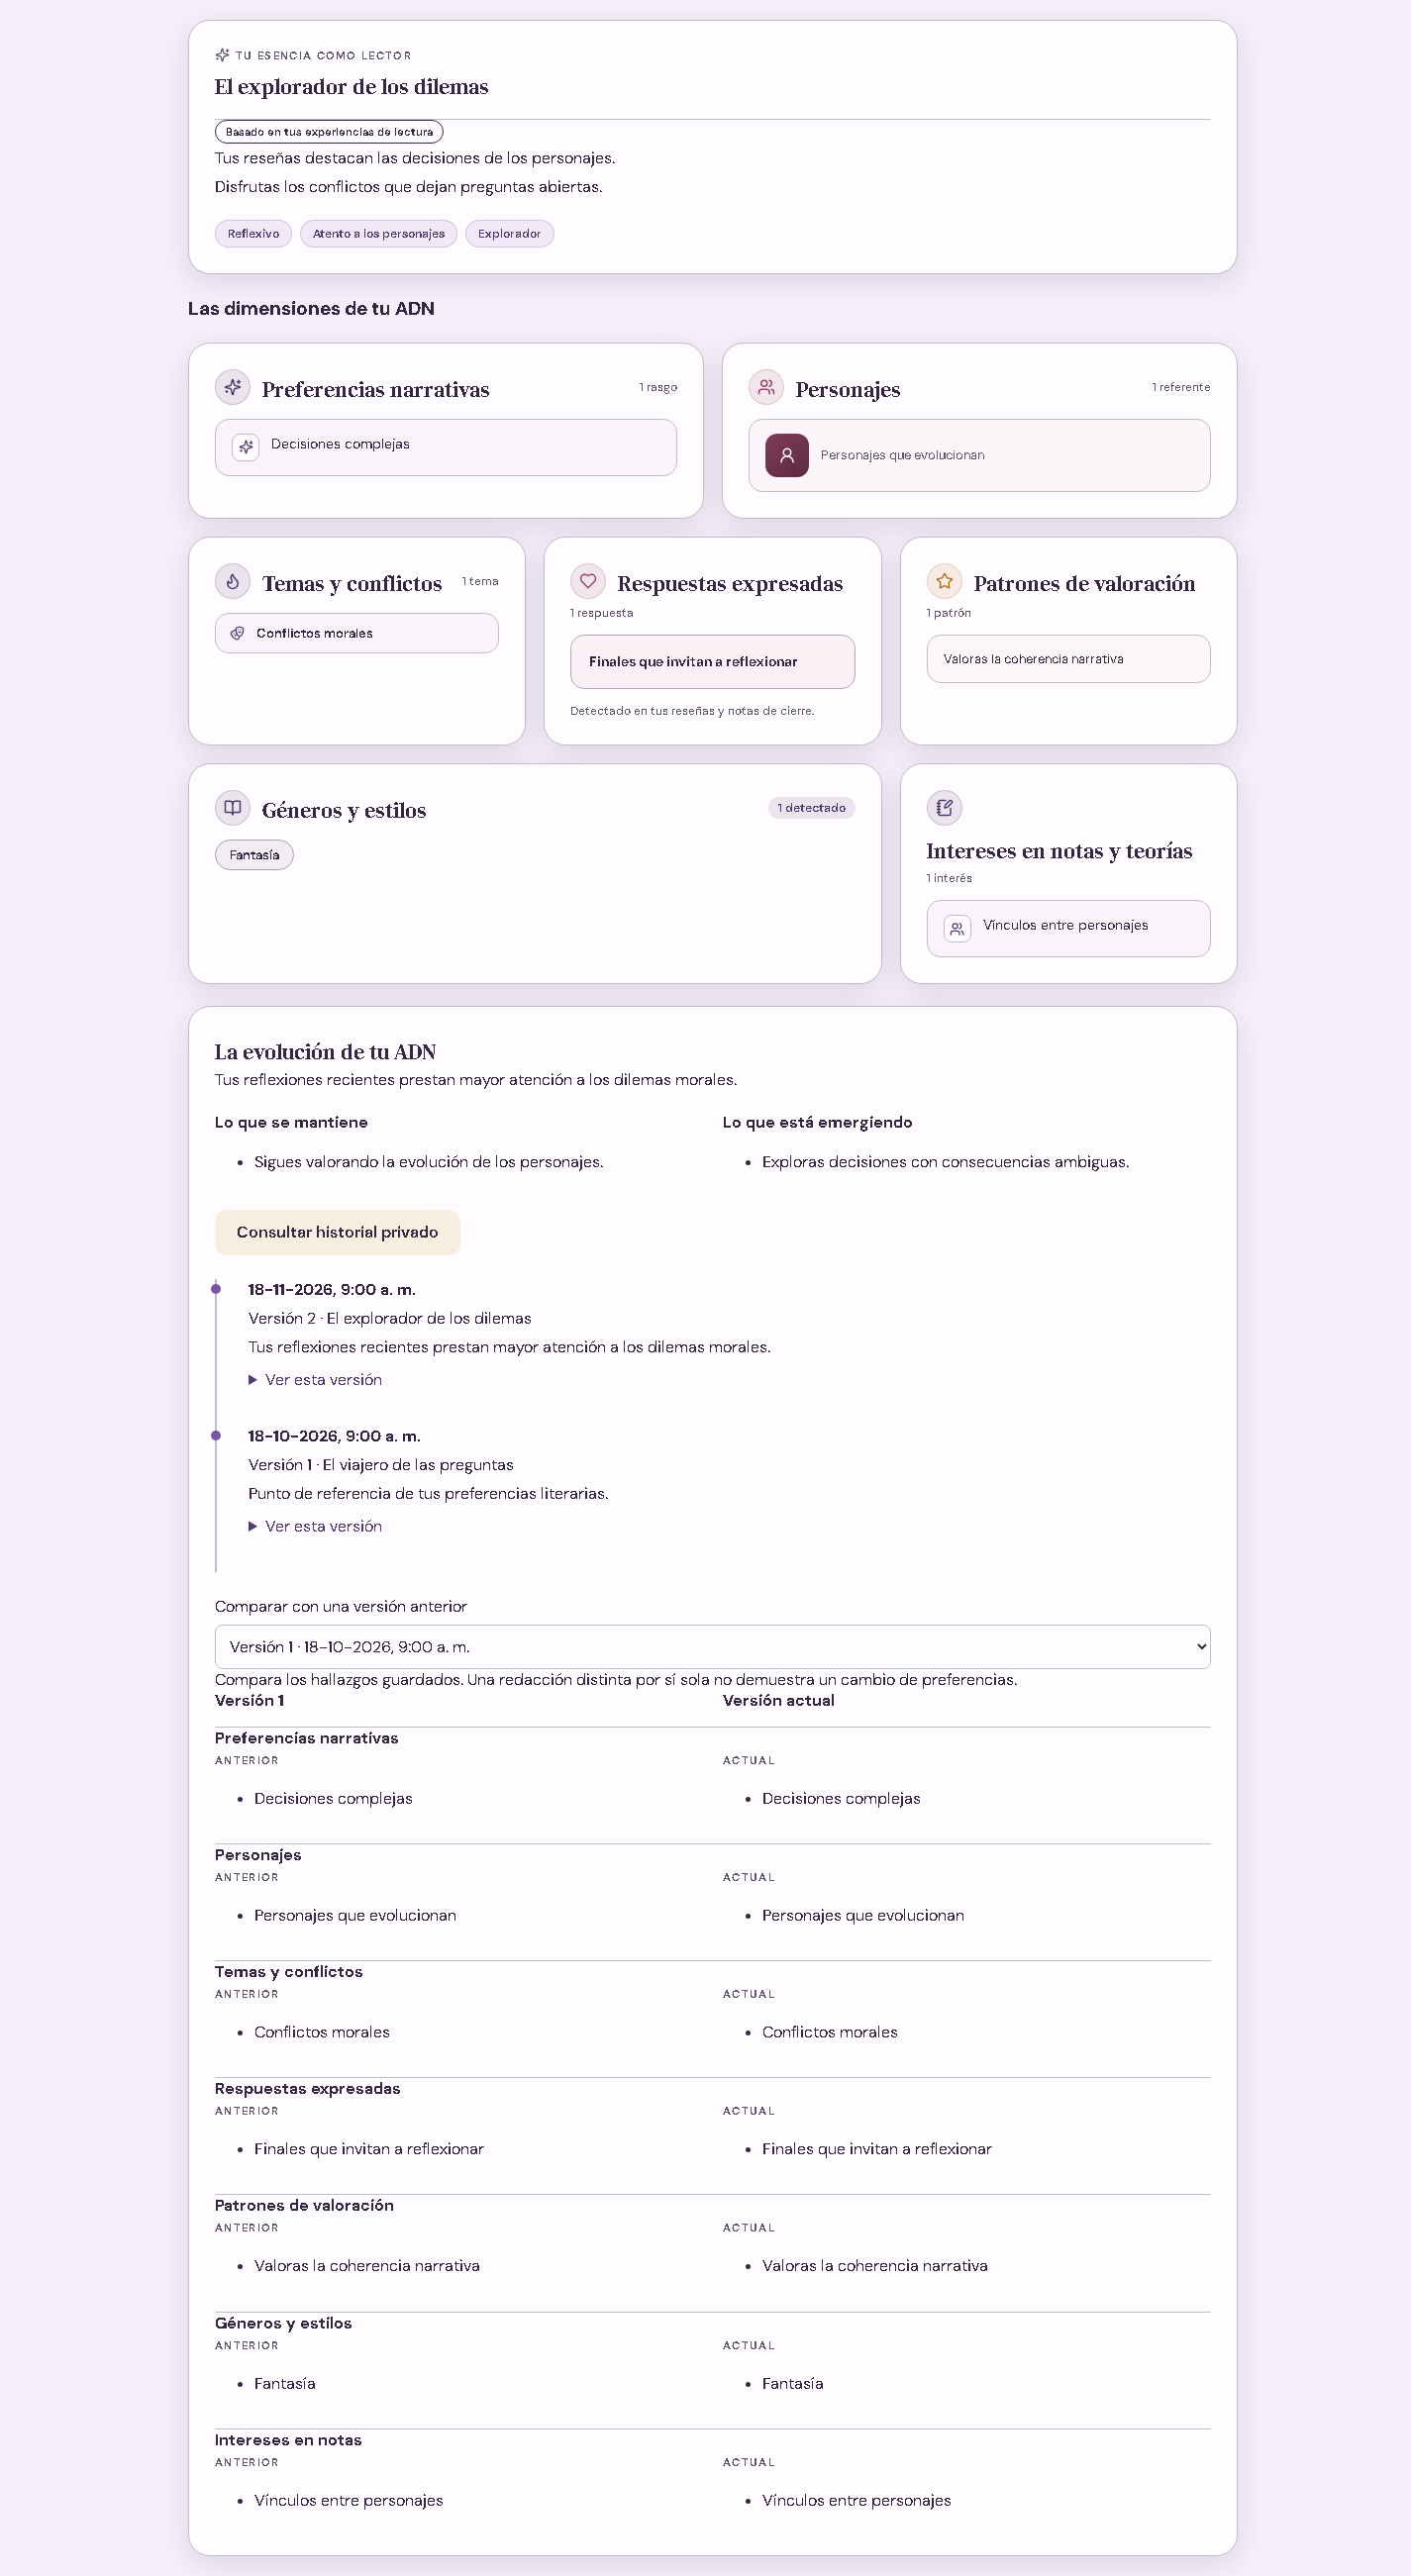 TU ESENCIA COMO LECTOR
El explorador de los dilemas
Basado en tus experiencias de lectura
Tus reseñas destacan las decisiones de los personajes.
Disfrutas los conflictos que dejan preguntas abiertas.
Reflexivo
Atento a los personajes
Explorador
Las dimensiones de tu ADN
Preferencias narrativas
1 rasgo
Decisiones complejas
Personajes
1 referente
Personajes que evolucionan
Temas y conflictos
1 tema
Conflictos morales
Respuestas expresadas
1 respuesta
Finales que invitan a reflexionar
Detectado en tus reseñas y notas de cierre.
Patrones de valoración
1 patrón
Valoras la coherencia narrativa
Géneros y estilos
1 detectado
Fantasía
Intereses en notas y teorías
1 interés
Vínculos entre personajes
La evolución de tu ADN
Tus reflexiones recientes prestan mayor atención a los dilemas morales.
Lo que se mantiene
• Sigues valorando la evolución de los personajes.
Lo que está emergiendo
• Exploras decisiones con consecuencias ambiguas.
Consultar historial privado
18-11-2026, 9:00 a. m.
Versión 2 · El explorador de los dilemas
Tus reflexiones recientes prestan mayor atención a los dilemas morales.
▶ Ver esta versión
18-10-2026, 9:00 a. m.
Versión 1 · El viajero de las preguntas
Punto de referencia de tus preferencias literarias.
▶ Ver esta versión
Comparar con una versión anterior
Versión 1 · 18-10-2026, 9:00 a. m.
Compara los hallazgos guardados. Una redacción distinta por sí sola no demuestra un cambio de preferencias.
Versión 1
Versión actual
Preferencias narrativas
ANTERIOR
• Decisiones complejas
ACTUAL
• Decisiones complejas
Personajes
ANTERIOR
• Personajes que evolucionan
ACTUAL
• Personajes que evolucionan
Temas y conflictos
ANTERIOR
• Conflictos morales
ACTUAL
• Conflictos morales
Respuestas expresadas
ANTERIOR
• Finales que invitan a reflexionar
ACTUAL
• Finales que invitan a reflexionar
Patrones de valoración
ANTERIOR
• Valoras la coherencia narrativa
ACTUAL
• Valoras la coherencia narrativa
Géneros y estilos
ANTERIOR
• Fantasía
ACTUAL
• Fantasía
Intereses en notas
ANTERIOR
• Vínculos entre personajes
ACTUAL
• Vínculos entre personajes